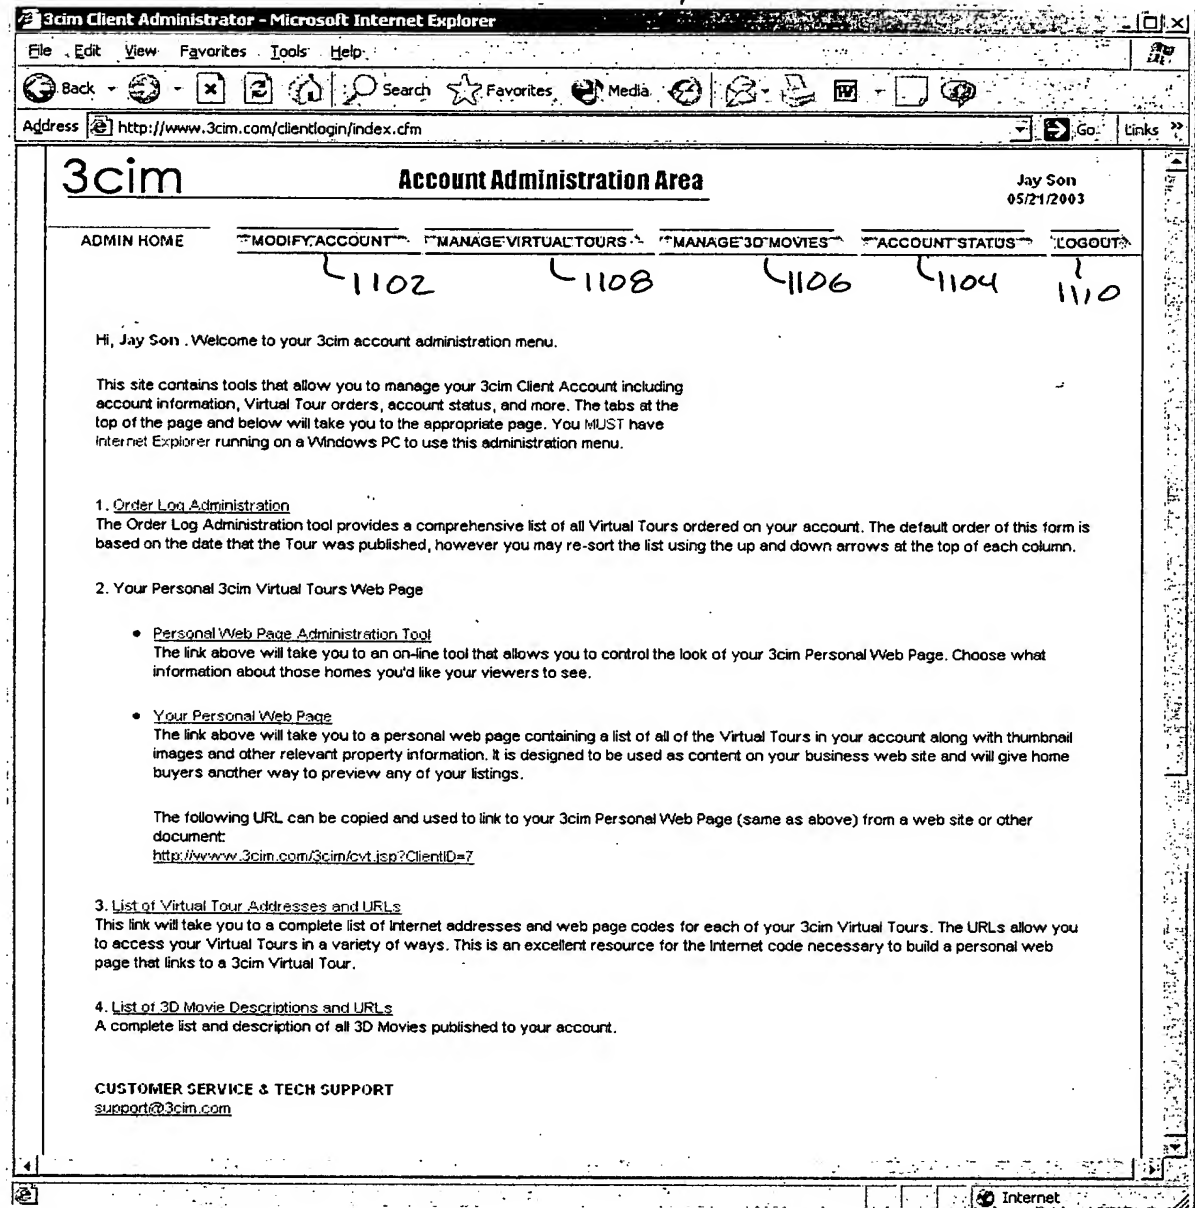 3cim Client Administrator - Microsoft Internet Explorer
File Edit View Favorites Tools Help
Back Search Favorites Media
Address http://www.3cim.com/clientlogin/index.cfm Go Links »
3cim Account Administration Area Jay Son
05/21/2003
ADMIN HOME MODIFY ACCOUNT MANAGE VIRTUAL TOURS MANAGE 3D MOVIES ACCOUNT STATUS LOGOUT
1102 1108 1106 1104 1110
Hi, Jay Son . Welcome to your 3cim account administration menu.
This site contains tools that allow you to manage your 3cim Client Account including
account information, Virtual Tour orders, account status, and more. The tabs at the
top of the page and below will take you to the appropriate page. You MUST have
Internet Explorer running on a Windows PC to use this administration menu.
1. Order Log Administration
The Order Log Administration tool provides a comprehensive list of all Virtual Tours ordered on your account. The default order of this form is
based on the date that the Tour was published, however you may re-sort the list using the up and down arrows at the top of each column.
2. Your Personal 3cim Virtual Tours Web Page
• Personal Web Page Administration Tool
The link above will take you to an on-line tool that allows you to control the look of your 3cim Personal Web Page. Choose what
information about those homes you'd like your viewers to see.
• Your Personal Web Page
The link above will take you to a personal web page containing a list of all of the Virtual Tours in your account along with thumbnail
images and other relevant property information. It is designed to be used as content on your business web site and will give home
buyers another way to preview any of your listings.
The following URL can be copied and used to link to your 3cim Personal Web Page (same as above) from a web site or other
document:
http://www.3cim.com/3cim/cvt.jsp?ClientID=7
3. List of Virtual Tour Addresses and URLs
This link will take you to a complete list of Internet addresses and web page codes for each of your 3cim Virtual Tours. The URLs allow you
to access your Virtual Tours in a variety of ways. This is an excellent resource for the Internet code necessary to build a personal web
page that links to a 3cim Virtual Tour.
4. List of 3D Movie Descriptions and URLs
A complete list and description of all 3D Movies published to your account.
CUSTOMER SERVICE & TECH SUPPORT
support@3cim.com
Internet